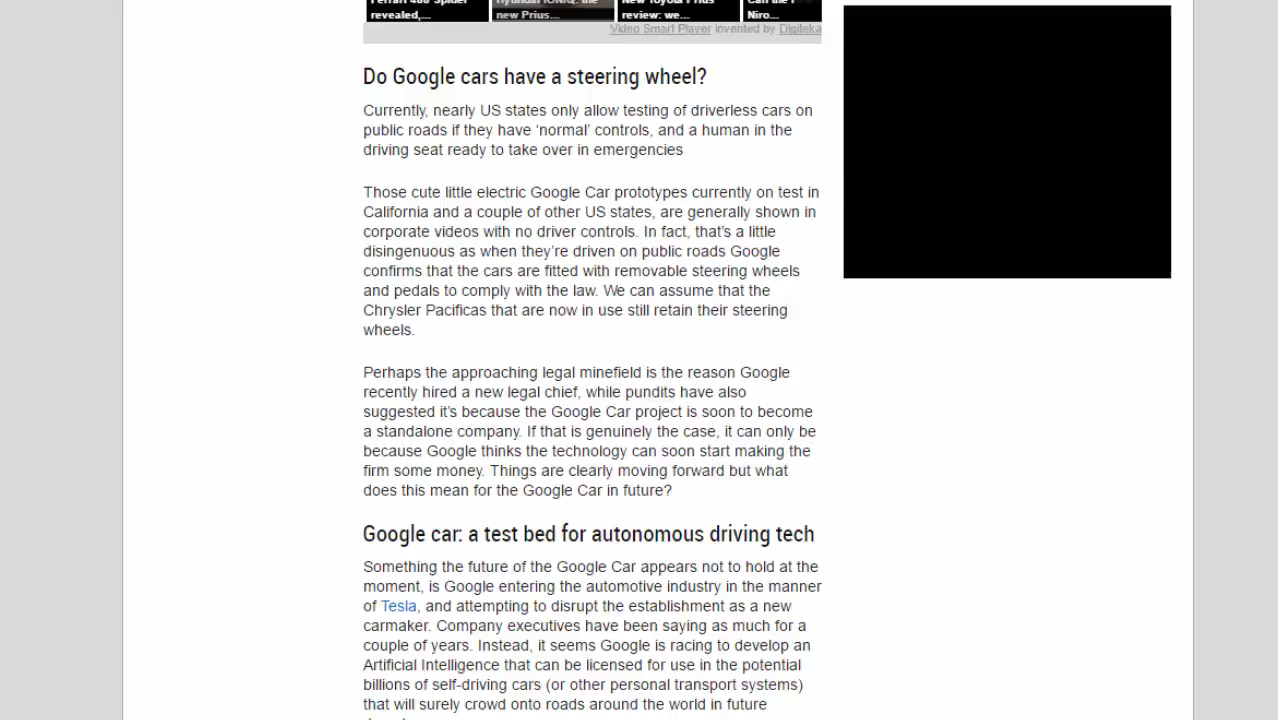 Ferrari 488 Spider
revealed,...
Hyundai IONIQ: the
new Prius...
New Toyota Prius
review: we...
Can the
Niro...
Video Smart Player invented by Digiteka
Do Google cars have a steering wheel?
Currently, nearly US states only allow testing of driverless cars on
public roads if they have ‘normal’ controls, and a human in the
driving seat ready to take over in emergencies
Those cute little electric Google Car prototypes currently on test in
California and a couple of other US states, are generally shown in
corporate videos with no driver controls. In fact, that’s a little
disingenuous as when they’re driven on public roads Google
confirms that the cars are fitted with removable steering wheels
and pedals to comply with the law. We can assume that the
Chrysler Pacificas that are now in use still retain their steering
wheels.
Perhaps the approaching legal minefield is the reason Google
recently hired a new legal chief, while pundits have also
suggested it’s because the Google Car project is soon to become
a standalone company. If that is genuinely the case, it can only be
because Google thinks the technology can soon start making the
firm some money. Things are clearly moving forward but what
does this mean for the Google Car in future?
Google car: a test bed for autonomous driving tech
Something the future of the Google Car appears not to hold at the
moment, is Google entering the automotive industry in the manner
of Tesla, and attempting to disrupt the establishment as a new
carmaker. Company executives have been saying as much for a
couple of years. Instead, it seems Google is racing to develop an
Artificial Intelligence that can be licensed for use in the potential
billions of self-driving cars (or other personal transport systems)
that will surely crowd onto roads around the world in future